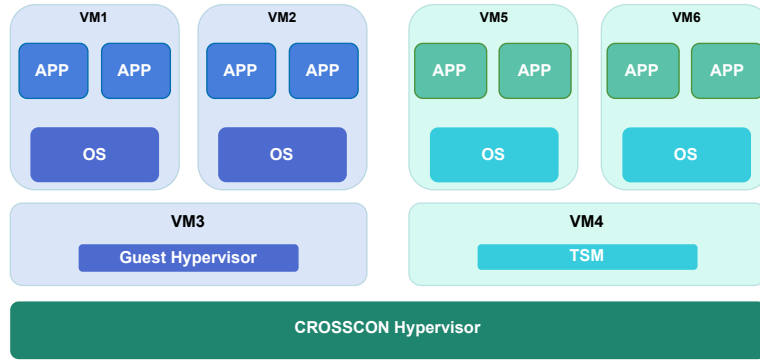 VM1
VM2
VM5
VM6
APP
APP
APP
APP
APP
APP
APP
APP
OS
OS
OS
OS
VM3
VM4
Guest Hypervisor
TSM
CROSSCON Hypervisor